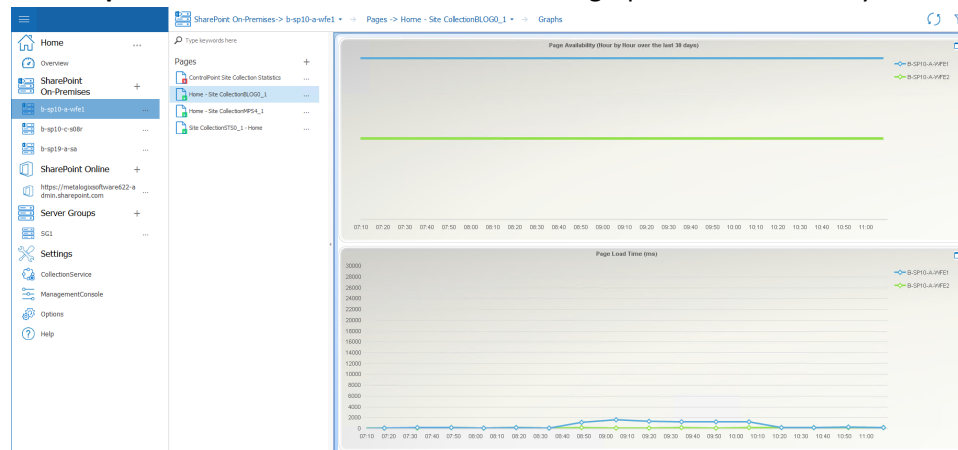 SharePoint On-Premises-> b-sp10-a-wfe1 → Pages -> Home - Site CollectionBLOG0_1 → Graphs
Home ...
Overview
SharePoint
On-Premises +
b-sp10-a-wfe1 ...
b-sp10-c-s08r ...
b-sp19-a-sa ...
SharePoint Online +
https://metalogixsoftware622-a
dmin.sharepoint.com ...
Server Groups +
SG1 ...
Settings
CollectionService
ManagementConsole
Options
? Help
Type keywords here
Pages +
ControlPoint Site Collection Statistics ...
Home - Site CollectionBLOG0_1 ...
Home - Site CollectionMPS4_1 ...
Site CollectionSTS0_1 - Home ...
Page Availability (Hour by Hour over the last 30 days)
B-SP10-A-WFE1
B-SP10-A-WFE2
07:10 07:20 07:30 07:40 07:50 08:00 08:10 08:20 08:30 08:40 08:50 09:00 09:10 09:20 09:30 09:40 09:50 10:00 10:10 10:20 10:30 10:40 10:50 11:00
Page Load Time (ms)
B-SP10-A-WFE1
B-SP10-A-WFE2
30000
28000
26000
24000
22000
20000
18000
16000
14000
12000
10000
8000
6000
4000
2000
0
07:10 07:20 07:30 07:40 07:50 08:00 08:10 08:20 08:30 08:40 08:50 09:00 09:10 09:20 09:30 09:40 09:50 10:00 10:10 10:20 10:30 10:40 10:50 11:00